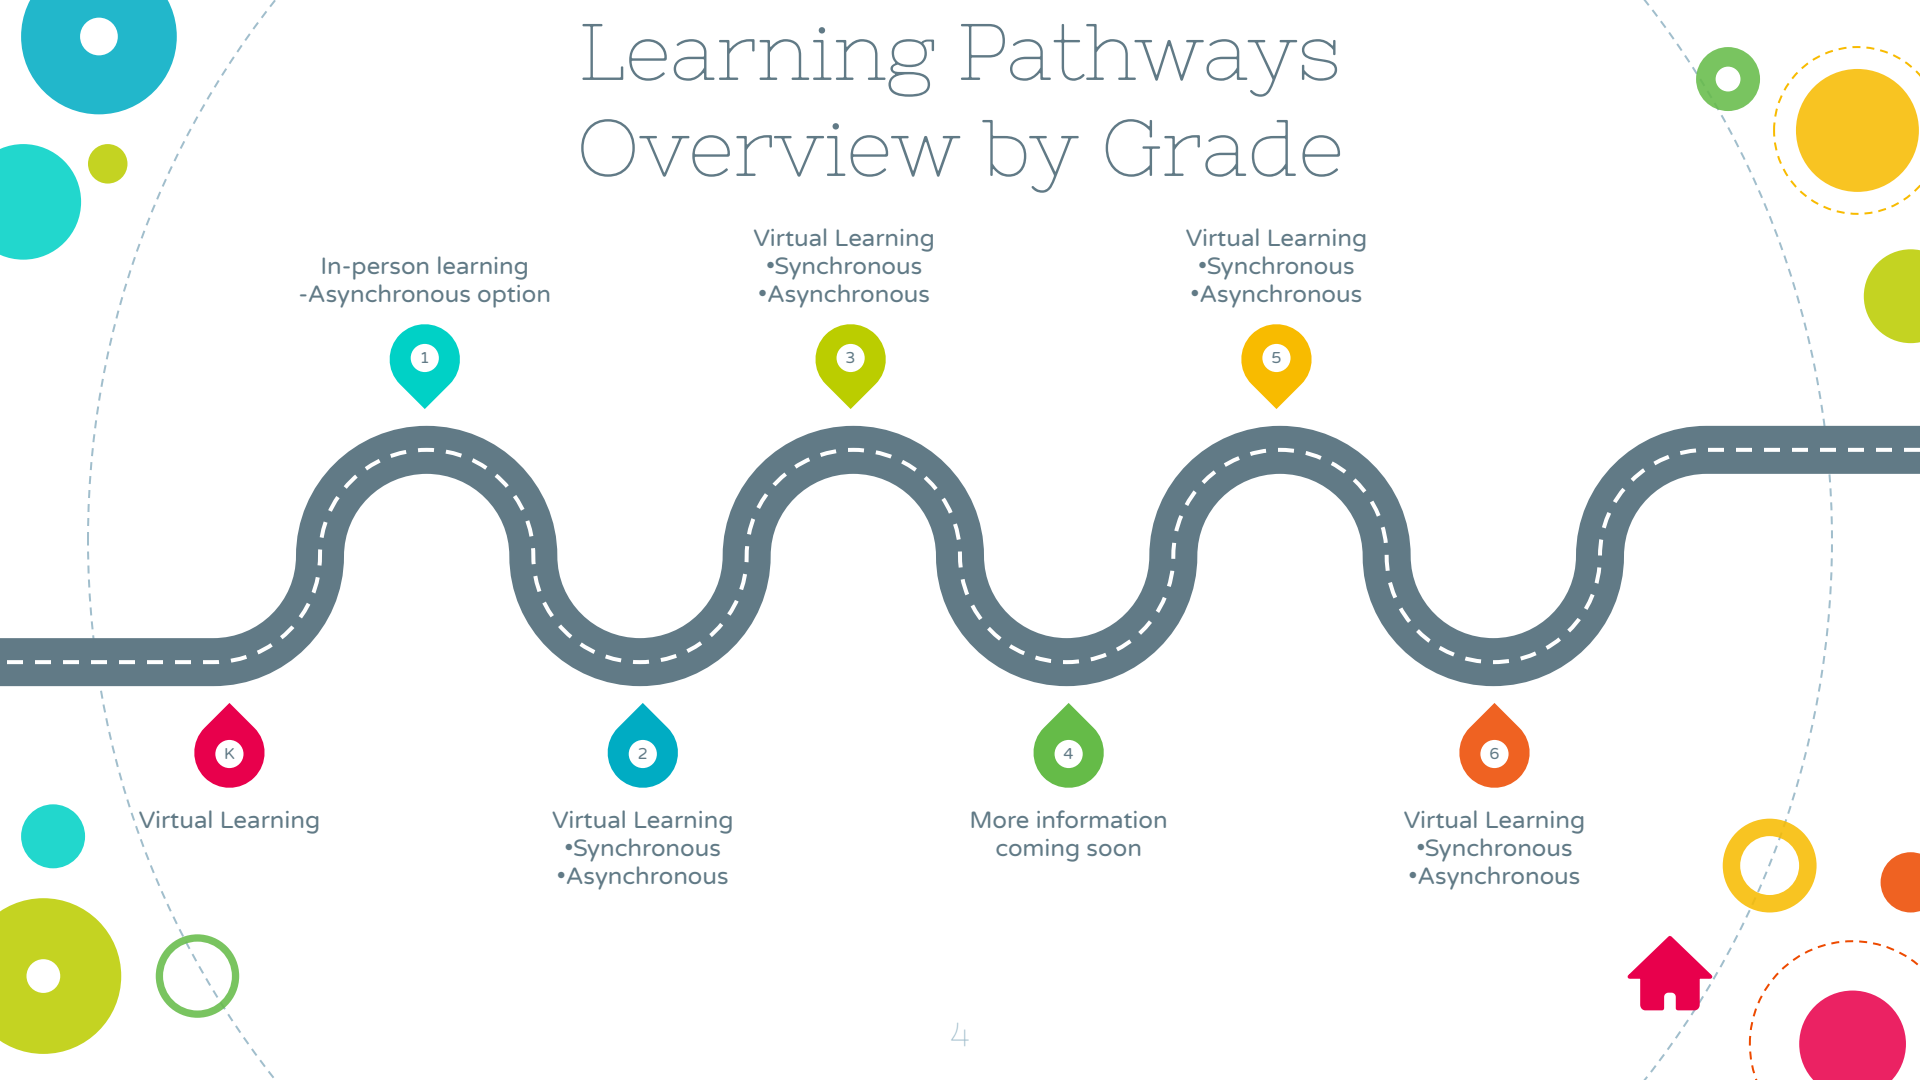 Learning Pathways
Overview by Grade
K
Virtual Learning
In-person learning
-Asynchronous option
1
2
Virtual Learning
•Synchronous
•Asynchronous
Virtual Learning
•Synchronous
•Asynchronous
3
4
More information
coming soon
Virtual Learning
•Synchronous
•Asynchronous
5
6
Virtual Learning
•Synchronous
•Asynchronous
4